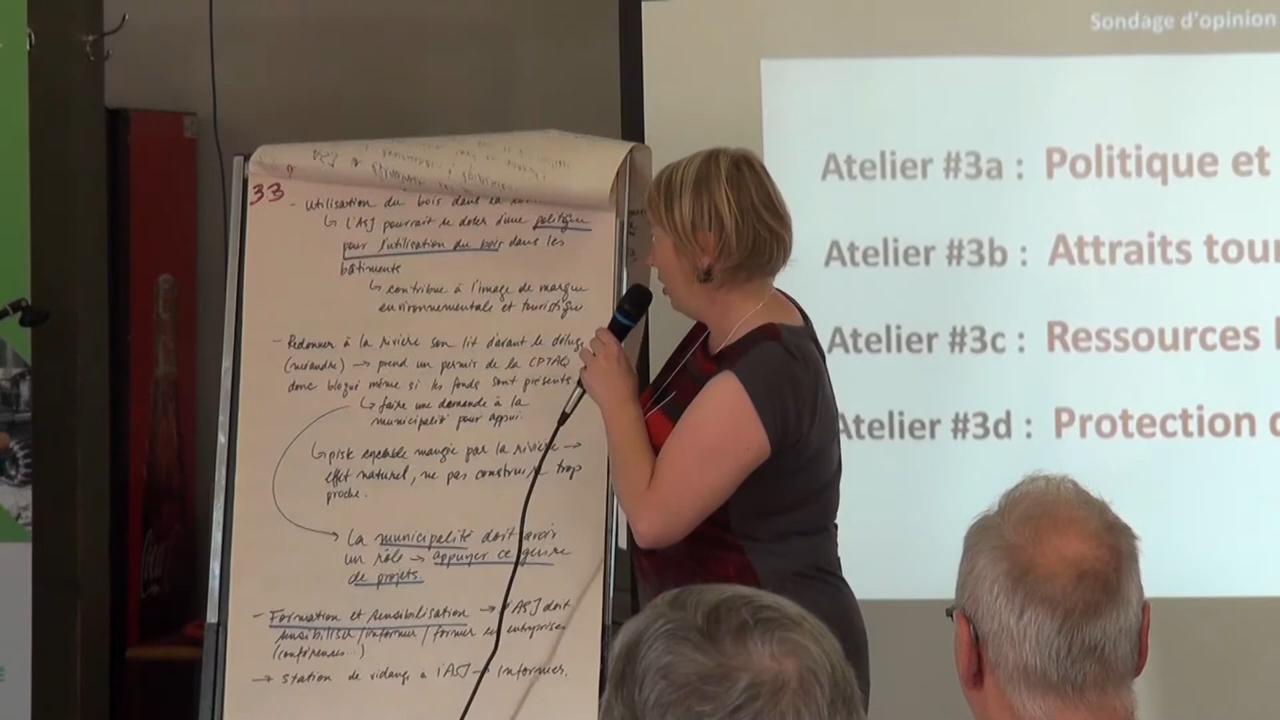 Sondage d'opinion
Atelier #3a : Politique et
Atelier #3b : Attraits tour
Atelier #3c : Ressources
Atelier #3d : Protection d
33
- Utilisation du bois dans la
↳ l'ASJ pourrait se doter d'une politique
pour l'utilisation du bois dans les
bâtiments
↳ contribue à l'image de marque
environnementale et touristique
- Redonner à la rivière son lit d'avant le déluge
(méandre) → prend un permis de la CPTAQ
donc bloqué même si les fonds sont présents
↳ faire une demande à la
municipalité pour appui.
↳ piste cyclable mangée par la rivière →
effet naturel, ne pas construire trop
proche.
→ La municipalité doit avoir
un rôle → appuyer ce genre
de projets.
- Formation et sensibilisation → l'ASJ doit
sensibiliser / informer / former en entreprises
(conférences...)
→ station de vidange à l'ASJ → Informer.